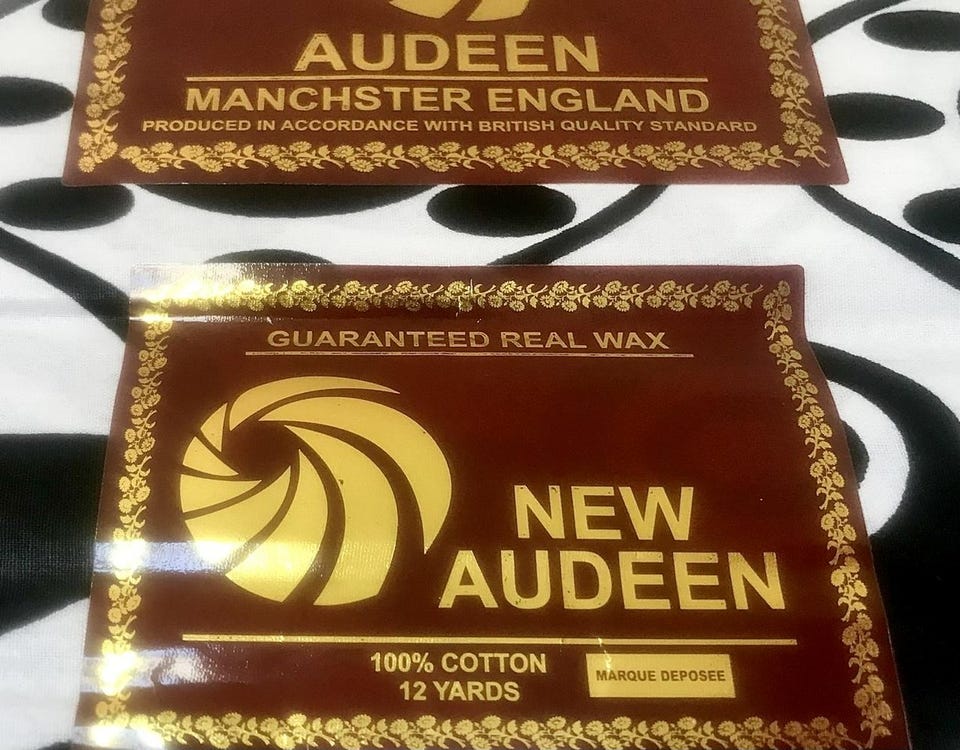 AUDEEN
MANCHSTER ENGLAND
PRODUCED IN ACCORDANCE WITH BRITISH QUALITY STANDARD
GUARANTEED REAL WAX
NEW
AUDEEN
100% COTTON
12 YARDS
MARQUE DEPOSEE